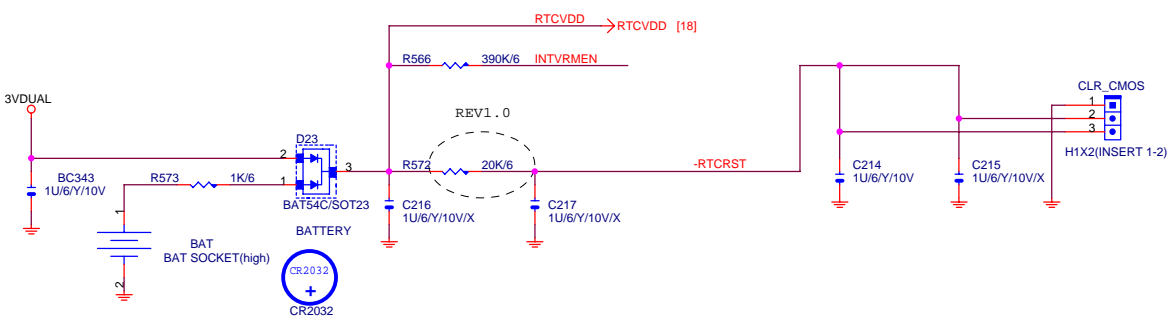 RTCVDD
RTCVDD [18]
R566 390K/6 INTVRMEN
3VDUAL
CLR_CMOS
REV1.0
1
2
3
D23
2
3
1
R572 20K/6
-RTCRST
H1X2(INSERT 1-2)
BC343
1U/6/Y/10V
R573 1K/6
BAT54C/SOT23
C214
1U/6/Y/10V
C215
1U/6/Y/10V/X
C216
1U/6/Y/10V/X
C217
1U/6/Y/10V/X
1
BAT
BAT SOCKET(high)
2
BATTERY
CR2032
+
CR2032